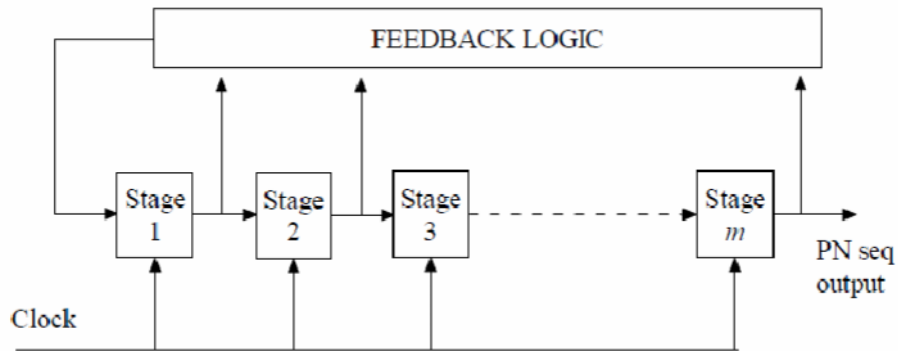 FEEDBACK LOGIC
Stage
1
Stage
2
Stage
3
Stage
m
PN seq
output
Clock